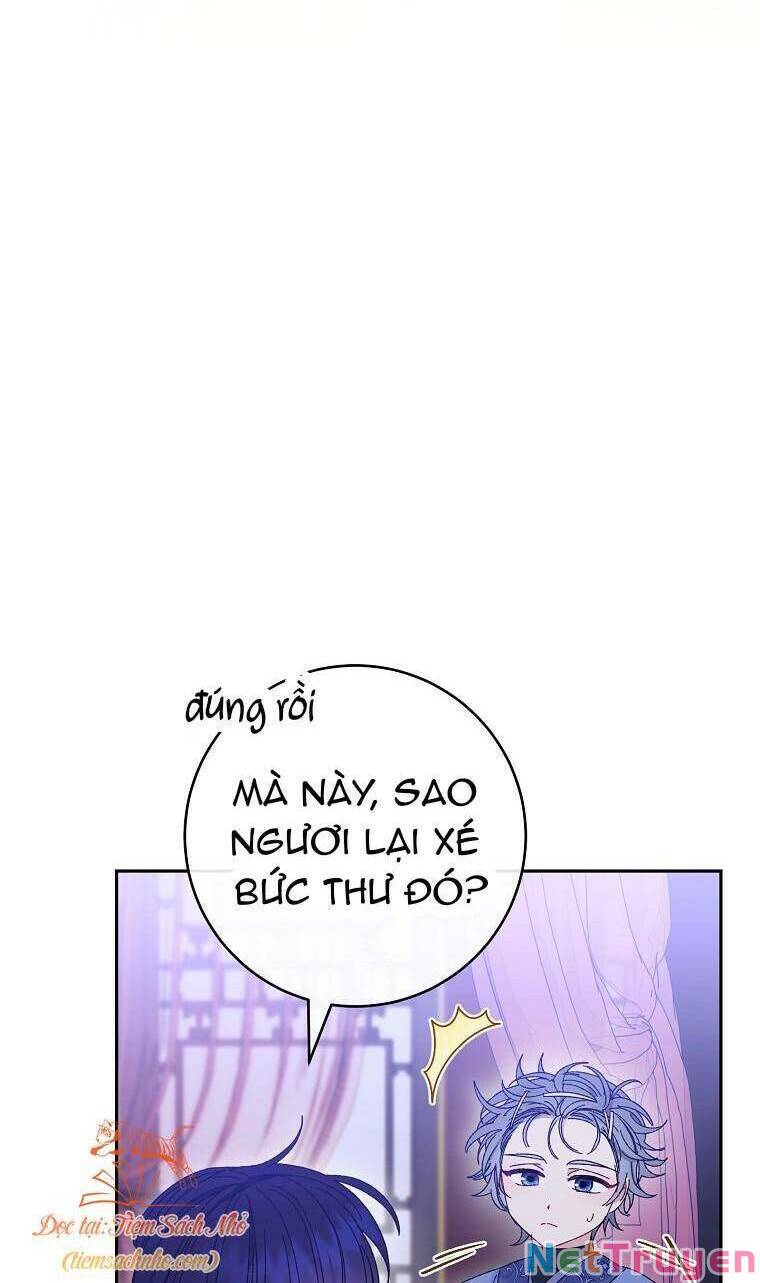 đúng rồi
MÀ NÀY, SAO
NGƯƠI LẠI XÉ
BỨC THƯ ĐÓ?
Đọc tại: Tiệm Sách Nhỏ
(tiemsachnho.com)
NetTruyen